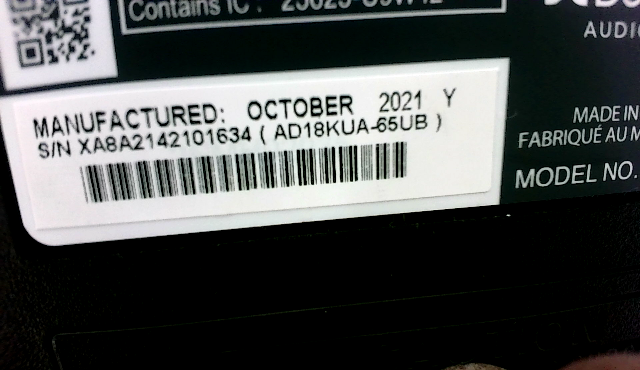 Contains IC :
AUDIO
MANUFACTURED: OCTOBER 2021 Y
S/N XA8A2142101634 ( AD18KUA-65UB )
MADE IN
FABRIQUÉ AU M
MODEL NO.